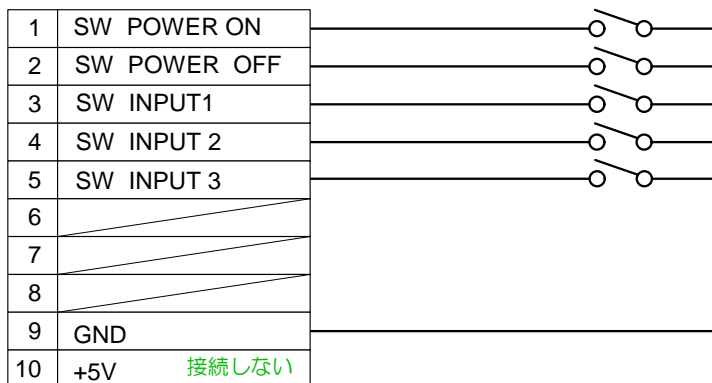 1 SW POWER ON
2 SW POWER OFF
3 SW INPUT1
4 SW INPUT 2
5 SW INPUT 3
6
7
8
9 GND
10 +5V 接続しない